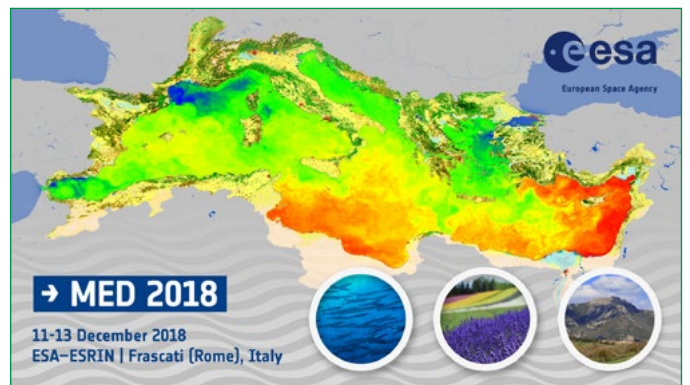 esa
European Space Agency
→ MED 2018
11-13 December 2018
ESA–ESRIN | Frascati (Rome), Italy